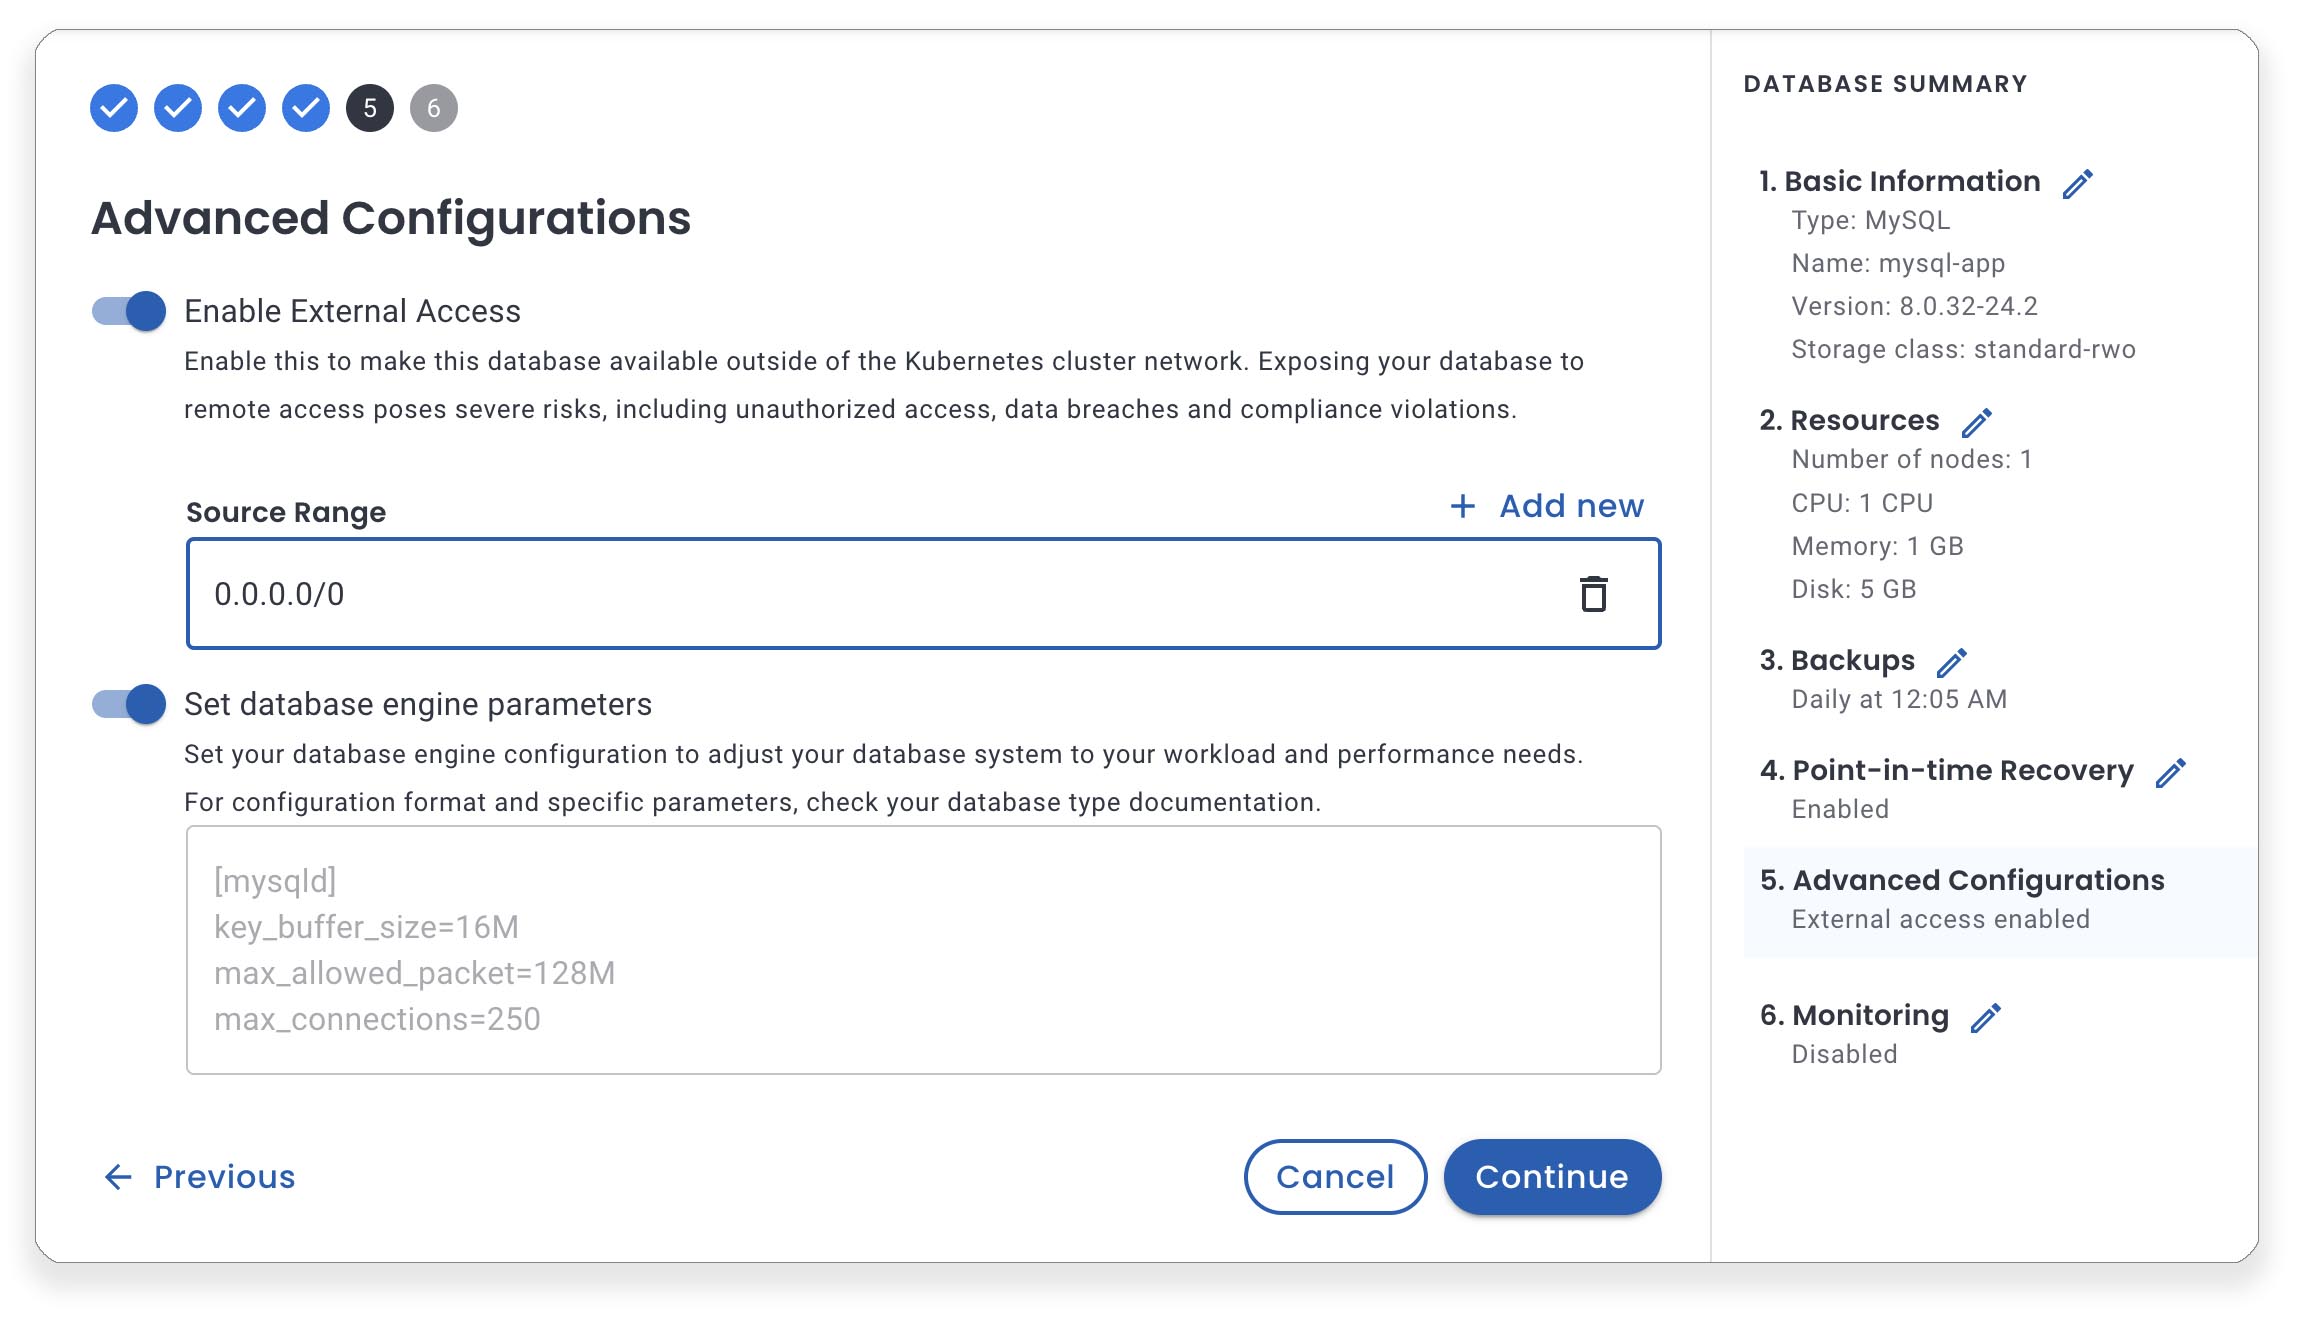 5 6
Advanced Configurations
Enable External Access
Enable this to make this database available outside of the Kubernetes cluster network. Exposing your database to
remote access poses severe risks, including unauthorized access, data breaches and compliance violations.
Source Range
+ Add new
0.0.0.0/0
Set database engine parameters
Set your database engine configuration to adjust your database system to your workload and performance needs.
For configuration format and specific parameters, check your database type documentation.
[mysqld]
key_buffer_size=16M
max_allowed_packet=128M
max_connections=250
Previous
Cancel
Continue
DATABASE SUMMARY
1. Basic Information
Type: MySQL
Name: mysql-app
Version: 8.0.32-24.2
Storage class: standard-rwo
2. Resources
Number of nodes: 1
CPU: 1 CPU
Memory: 1 GB
Disk: 5 GB
3. Backups
Daily at 12:05 AM
4. Point-in-time Recovery
Enabled
5. Advanced Configurations
External access enabled
6. Monitoring
Disabled